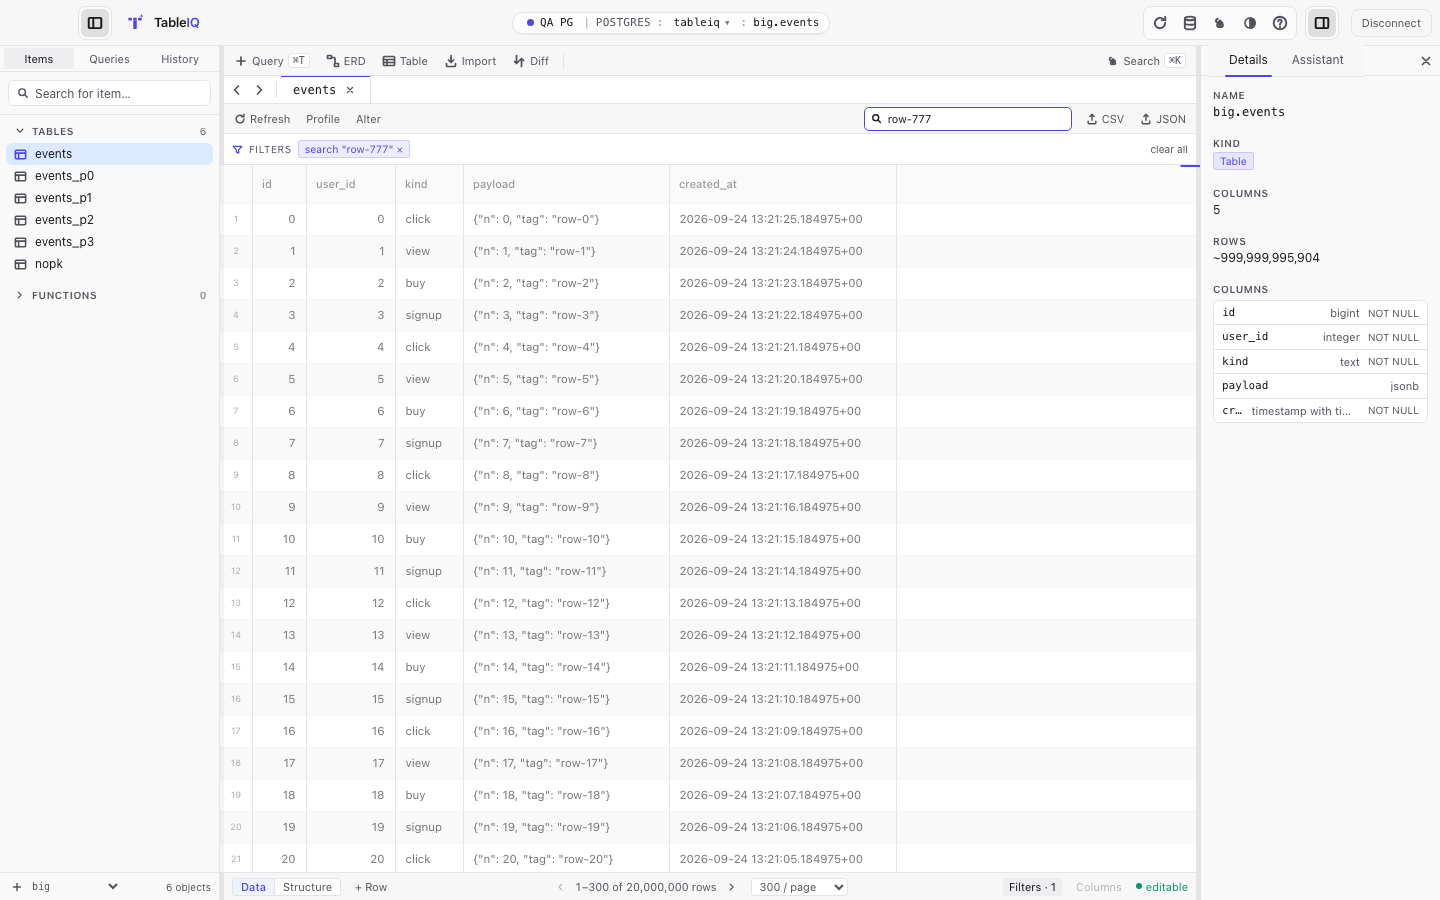 TableIQ
QA PG | POSTGRES : tableiq ▾ : big.events
Disconnect
Items Queries History
Search for item...
TABLES 6
events
events_p0
events_p1
events_p2
events_p3
nopk
FUNCTIONS 0
+ big 6 objects
+ Query ⌘T ERD Table Import Diff
Search ⌘K
events ×
Refresh Profile Alter
row-777
CSV JSON
FILTERS search "row-777" × clear all
id user_id kind payload created_at
1 0 0 click {"n": 0, "tag": "row-0"} 2026-09-24 13:21:25.184975+00
2 1 1 view {"n": 1, "tag": "row-1"} 2026-09-24 13:21:24.184975+00
3 2 2 buy {"n": 2, "tag": "row-2"} 2026-09-24 13:21:23.184975+00
4 3 3 signup {"n": 3, "tag": "row-3"} 2026-09-24 13:21:22.184975+00
5 4 4 click {"n": 4, "tag": "row-4"} 2026-09-24 13:21:21.184975+00
6 5 5 view {"n": 5, "tag": "row-5"} 2026-09-24 13:21:20.184975+00
7 6 6 buy {"n": 6, "tag": "row-6"} 2026-09-24 13:21:19.184975+00
8 7 7 signup {"n": 7, "tag": "row-7"} 2026-09-24 13:21:18.184975+00
9 8 8 click {"n": 8, "tag": "row-8"} 2026-09-24 13:21:17.184975+00
10 9 9 view {"n": 9, "tag": "row-9"} 2026-09-24 13:21:16.184975+00
11 10 10 buy {"n": 10, "tag": "row-10"} 2026-09-24 13:21:15.184975+00
12 11 11 signup {"n": 11, "tag": "row-11"} 2026-09-24 13:21:14.184975+00
13 12 12 click {"n": 12, "tag": "row-12"} 2026-09-24 13:21:13.184975+00
14 13 13 view {"n": 13, "tag": "row-13"} 2026-09-24 13:21:12.184975+00
15 14 14 buy {"n": 14, "tag": "row-14"} 2026-09-24 13:21:11.184975+00
16 15 15 signup {"n": 15, "tag": "row-15"} 2026-09-24 13:21:10.184975+00
17 16 16 click {"n": 16, "tag": "row-16"} 2026-09-24 13:21:09.184975+00
18 17 17 view {"n": 17, "tag": "row-17"} 2026-09-24 13:21:08.184975+00
19 18 18 buy {"n": 18, "tag": "row-18"} 2026-09-24 13:21:07.184975+00
20 19 19 signup {"n": 19, "tag": "row-19"} 2026-09-24 13:21:06.184975+00
21 20 20 click {"n": 20, "tag": "row-20"} 2026-09-24 13:21:05.184975+00
Data Structure + Row
1–300 of 20,000,000 rows
300 / page
Filters · 1 Columns editable
Details Assistant
NAME
big.events
KIND
Table
COLUMNS
5
ROWS
~999,999,995,904
COLUMNS
id bigint NOT NULL
user_id integer NOT NULL
kind text NOT NULL
payload jsonb
cr… timestamp with ti… NOT NULL